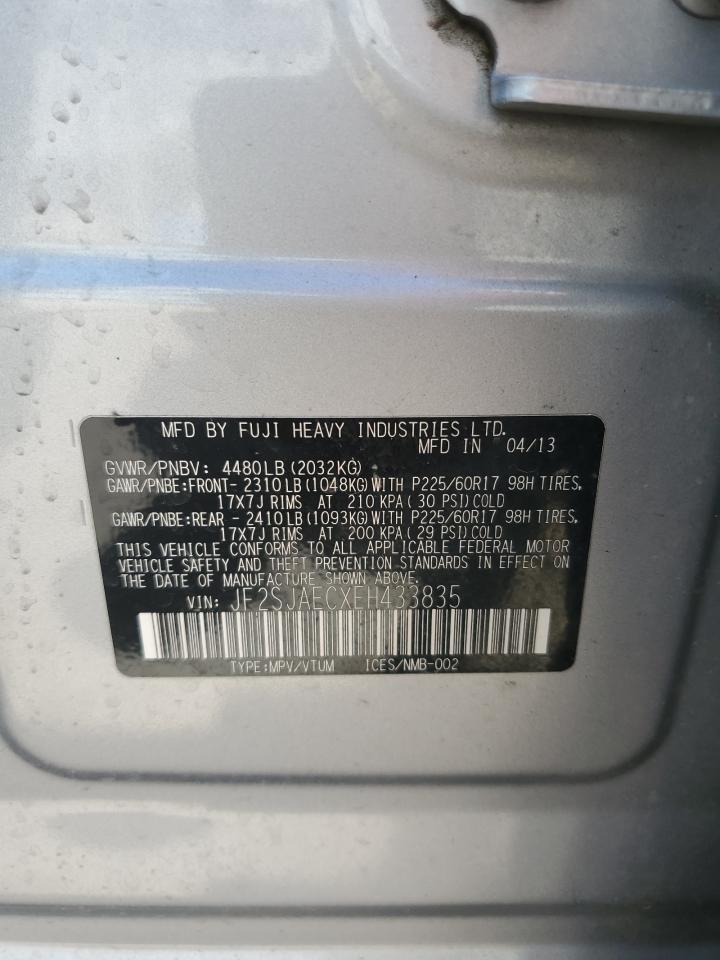 MFD BY FUJI HEAVY INDUSTRIES LTD.
MFD IN 04/13
GVWR/PNBV: 4480LB(2032KG)
GAWR/PNBE:FRONT- 2310LB(1048KG)WITH P225/60R17 98H TIRES,
17X7J RIMS AT 210 KPA(30 PSI)COLD
GAWR/PNBE:REAR - 2410LB(1093KG)WITH P225/60R17 98H TIRES,
17X7J RIMS AT 200 KPA(29 PSI)COLD
THIS VEHICLE CONFORMS TO ALL APPLICABLE FEDERAL MOTOR
VEHICLE SAFETY AND THEFT PREVENTION STANDARDS IN EFFECT ON
THE DATE OF MANUFACTURE SHOWN ABOVE.
VIN: JF2SJAECXEH433835
TYPE:MPV/VTUM ICES/NMB-002